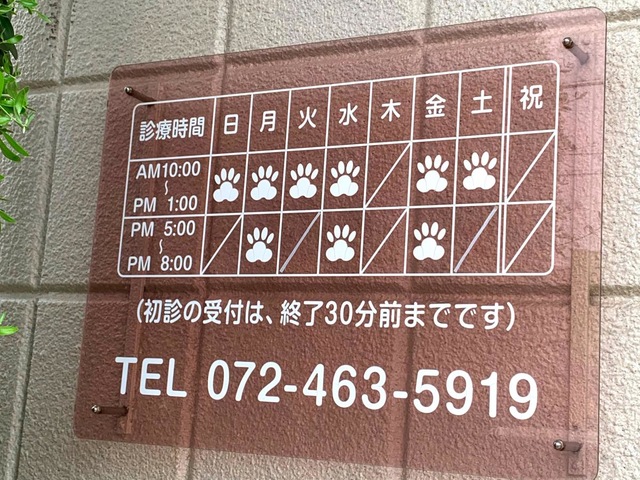 診療時間 日 月 火 水 木 金 土 祝
AM10:00
〜
PM 1:00
PM 5:00
〜
PM 8:00
(初診の受付は、終了30分前までです)
TEL 072-463-5919